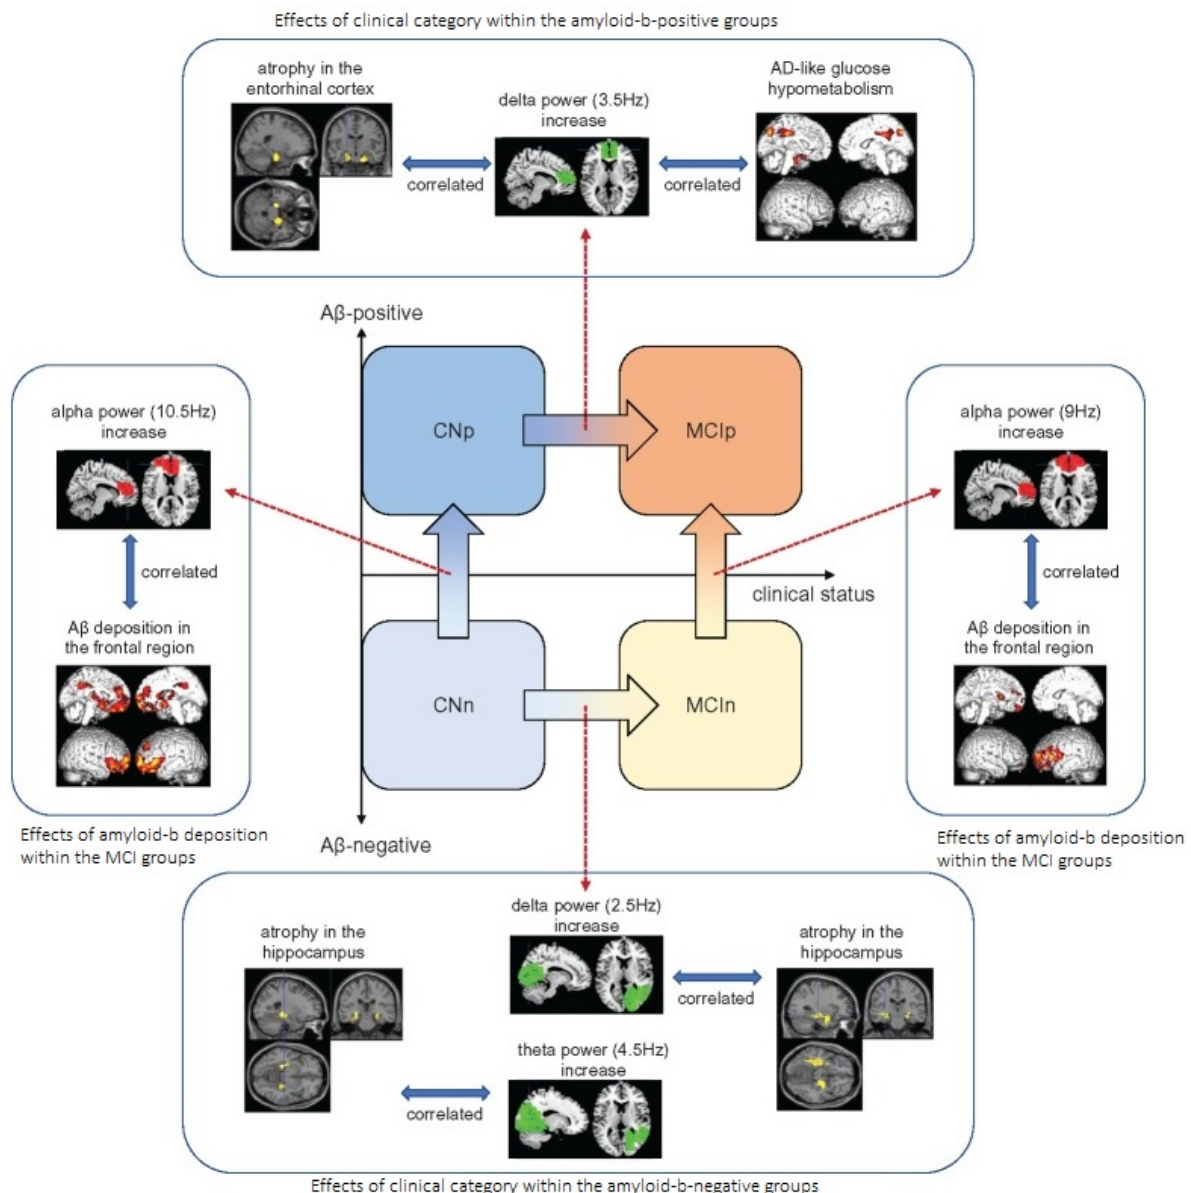 Effects of clinical category within the amyloid-b-positive groups
atrophy in the
entorhinal cortex
delta power (3.5Hz)
increase
AD-like glucose
hypometabolism
correlated
correlated
Aβ-positive
alpha power (10.5Hz)
increase
correlated
Aβ deposition in
the frontal region
CNp
MCIp
clinical status
CNn
MCIn
alpha power (9Hz)
increase
correlated
Aβ deposition in
the frontal region
Aβ-negative
Effects of amyloid-b deposition
within the MCI groups
Effects of amyloid-b deposition
within the MCI groups
delta power (2.5Hz)
increase
atrophy in the
hippocampus
atrophy in the
hippocampus
correlated
theta power (4.5Hz)
increase
correlated
Effects of clinical category within the amyloid-b-negative groups